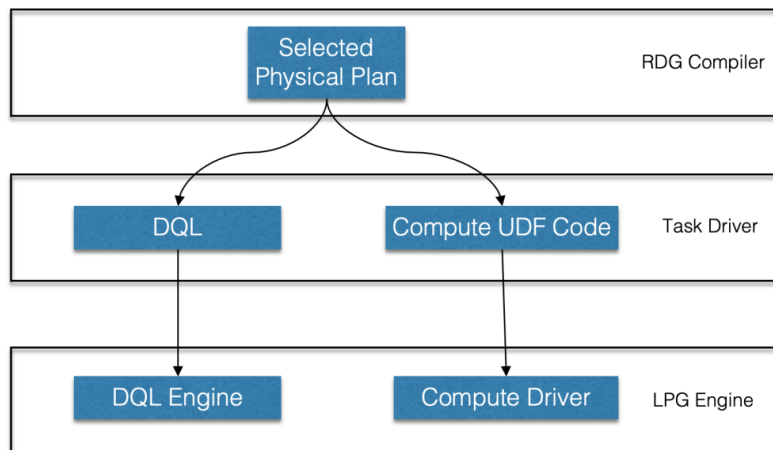 Selected
Physical Plan
RDG Compiler
DQL
Compute UDF Code
Task Driver
DQL Engine
Compute Driver
LPG Engine